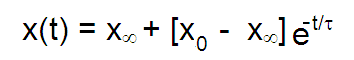 x(t) = x∞ + [x₀ - x∞] e^-t/τ